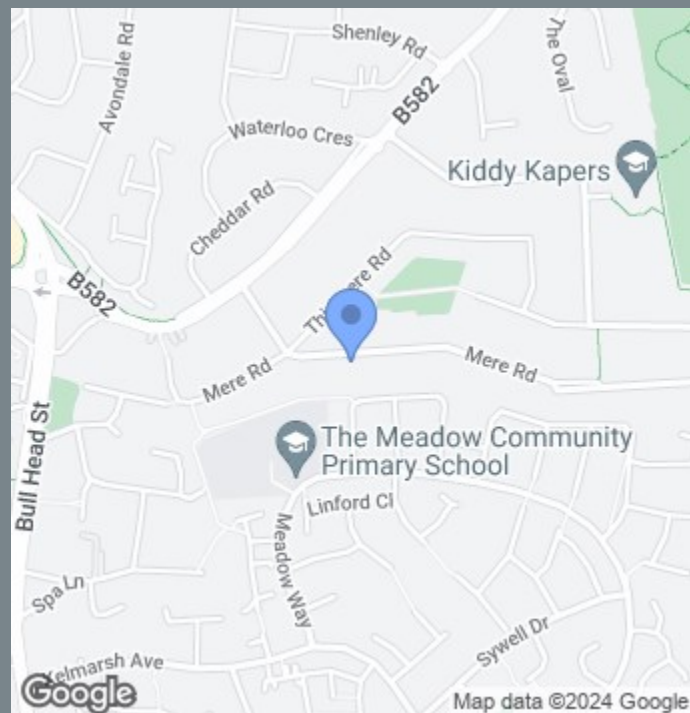 Shenley Rd
Avondale Rd
The Oval
B582
Waterloo Cres
Kiddy Kapers
Cheddar Rd
B582
Mere Rd
Mere Rd
Bull Head St
The Meadow Community
Primary School
Linford Cl
Meadow Way
Spa Ln
Sywell Dr
Kelmarsh Ave
Google
Map data ©2024 Google